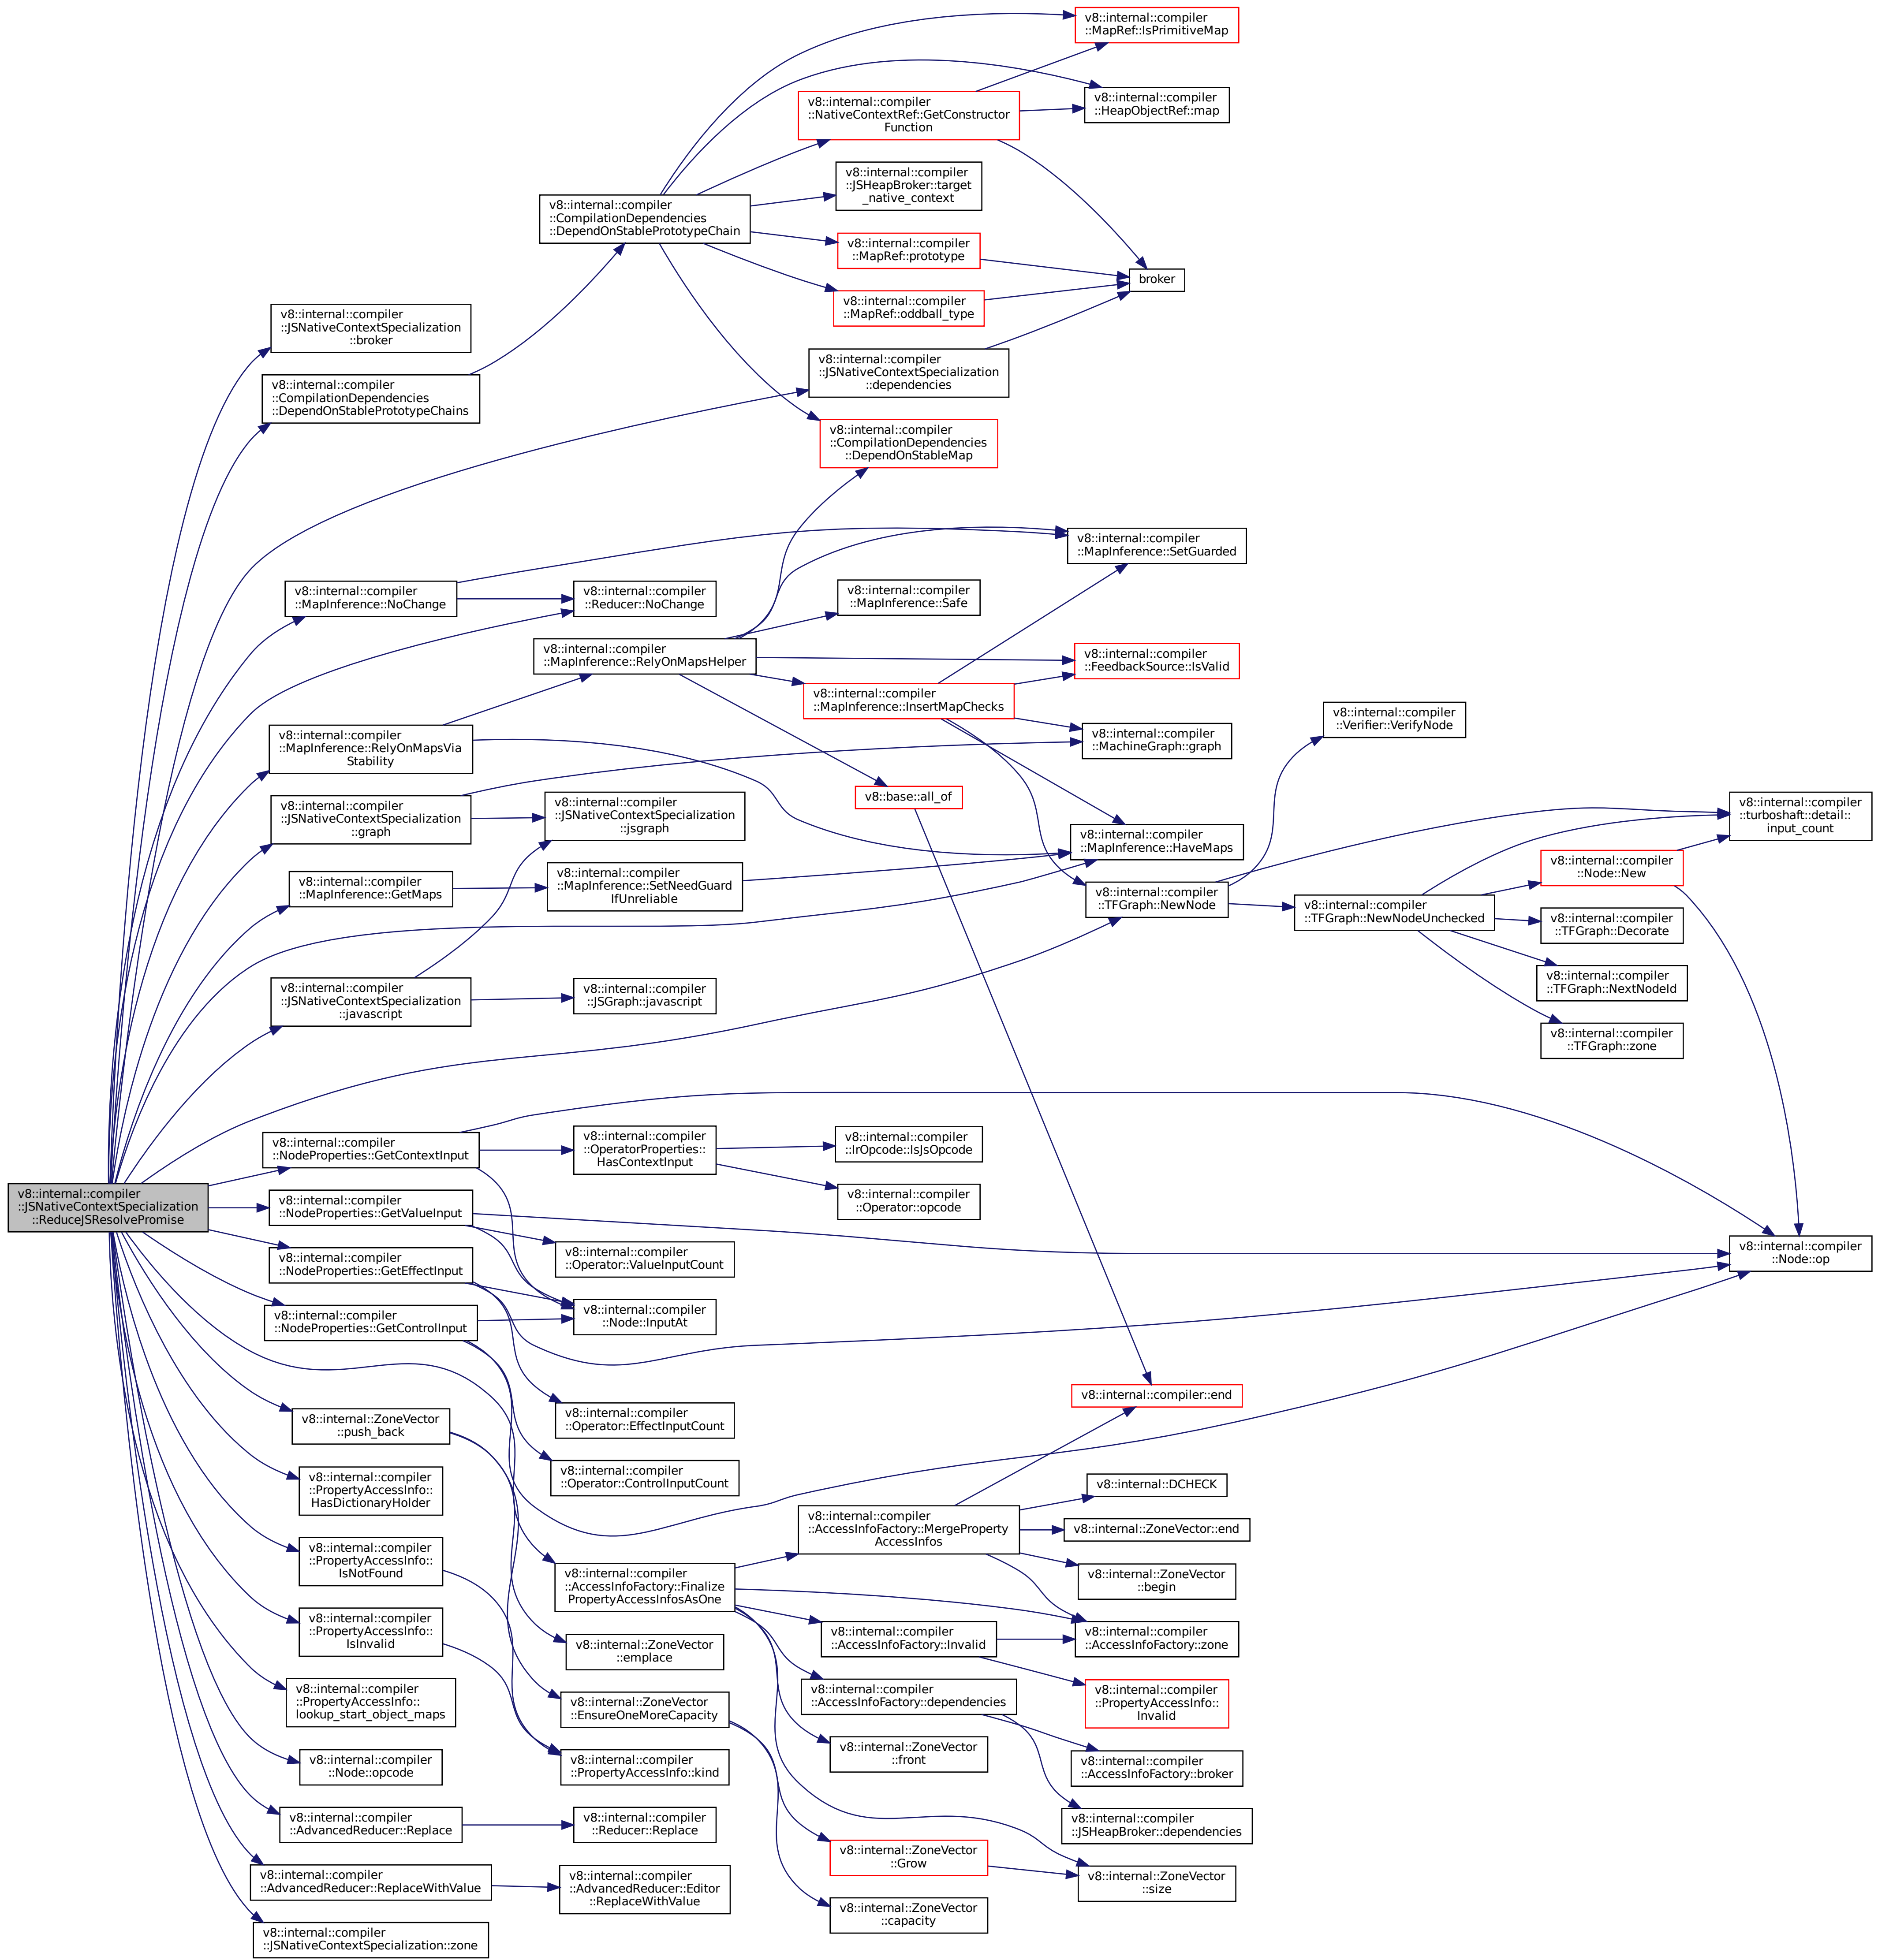 v8::internal::compiler
::JSNativeContextSpecialization
::ReduceJSResolvePromise
v8::internal::compiler
::JSNativeContextSpecialization
::broker
v8::internal::compiler
::CompilationDependencies
::DependOnStablePrototypeChains
v8::internal::compiler
::CompilationDependencies
::DependOnStablePrototypeChain
v8::internal::compiler
::MapRef::IsPrimitiveMap
v8::internal::compiler
::NativeContextRef::GetConstructor
Function
v8::internal::compiler
::HeapObjectRef::map
v8::internal::compiler
::JSHeapBroker::target
_native_context
v8::internal::compiler
::MapRef::prototype
broker
v8::internal::compiler
::MapRef::oddball_type
v8::internal::compiler
::JSNativeContextSpecialization
::dependencies
v8::internal::compiler
::CompilationDependencies
::DependOnStableMap
v8::internal::compiler
::MapInference::NoChange
v8::internal::compiler
::Reducer::NoChange
v8::internal::compiler
::MapInference::SetGuarded
v8::internal::compiler
::MapInference::Safe
v8::internal::compiler
::MapInference::RelyOnMapsHelper
v8::internal::compiler
::FeedbackSource::IsValid
v8::internal::compiler
::MapInference::InsertMapChecks
v8::internal::compiler
::MapInference::RelyOnMapsVia
Stability
v8::internal::compiler
::MachineGraph::graph
v8::internal::compiler
::Verifier::VerifyNode
v8::base::all_of
v8::internal::compiler
::JSNativeContextSpecialization
::graph
v8::internal::compiler
::JSNativeContextSpecialization
::jsgraph
v8::internal::compiler
::turboshaft::detail::
input_count
v8::internal::compiler
::MapInference::HaveMaps
v8::internal::compiler
::Node::New
v8::internal::compiler
::MapInference::GetMaps
v8::internal::compiler
::MapInference::SetNeedGuard
IfUnreliable
v8::internal::compiler
::TFGraph::NewNode
v8::internal::compiler
::TFGraph::NewNodeUnchecked
v8::internal::compiler
::TFGraph::Decorate
v8::internal::compiler
::TFGraph::NextNodeId
v8::internal::compiler
::TFGraph::zone
v8::internal::compiler
::JSNativeContextSpecialization
::javascript
v8::internal::compiler
::JSGraph::javascript
v8::internal::compiler
::NodeProperties::GetContextInput
v8::internal::compiler
::OperatorProperties::
HasContextInput
v8::internal::compiler
::IrOpcode::IsJsOpcode
v8::internal::compiler
::Operator::opcode
v8::internal::compiler
::NodeProperties::GetValueInput
v8::internal::compiler
::Operator::ValueInputCount
v8::internal::compiler
::Node::op
v8::internal::compiler
::NodeProperties::GetEffectInput
v8::internal::compiler
::Node::InputAt
v8::internal::compiler
::NodeProperties::GetControlInput
v8::internal::compiler
::Operator::EffectInputCount
v8::internal::compiler::end
v8::internal::ZoneVector
::push_back
v8::internal::compiler
::Operator::ControlInputCount
v8::internal::compiler
::PropertyAccessInfo::
HasDictionaryHolder
v8::internal::DCHECK
v8::internal::compiler
::AccessInfoFactory::MergeProperty
AccessInfos
v8::internal::ZoneVector::end
v8::internal::compiler
::PropertyAccessInfo::
IsNotFound
v8::internal::compiler
::AccessInfoFactory::Finalize
PropertyAccessInfosAsOne
v8::internal::ZoneVector
::begin
v8::internal::compiler
::PropertyAccessInfo::
IsInvalid
v8::internal::ZoneVector
::emplace
v8::internal::compiler
::AccessInfoFactory::Invalid
v8::internal::compiler
::AccessInfoFactory::zone
v8::internal::compiler
::PropertyAccessInfo::
lookup_start_object_maps
v8::internal::ZoneVector
::EnsureOneMoreCapacity
v8::internal::compiler
::AccessInfoFactory::dependencies
v8::internal::compiler
::PropertyAccessInfo::
Invalid
v8::internal::compiler
::Node::opcode
v8::internal::compiler
::PropertyAccessInfo::kind
v8::internal::ZoneVector
::front
v8::internal::compiler
::AccessInfoFactory::broker
v8::internal::compiler
::AdvancedReducer::Replace
v8::internal::compiler
::Reducer::Replace
v8::internal::compiler
::JSHeapBroker::dependencies
v8::internal::ZoneVector
::Grow
v8::internal::ZoneVector
::size
v8::internal::compiler
::AdvancedReducer::ReplaceWithValue
v8::internal::compiler
::AdvancedReducer::Editor
::ReplaceWithValue
v8::internal::ZoneVector
::capacity
v8::internal::compiler
::JSNativeContextSpecialization::zone